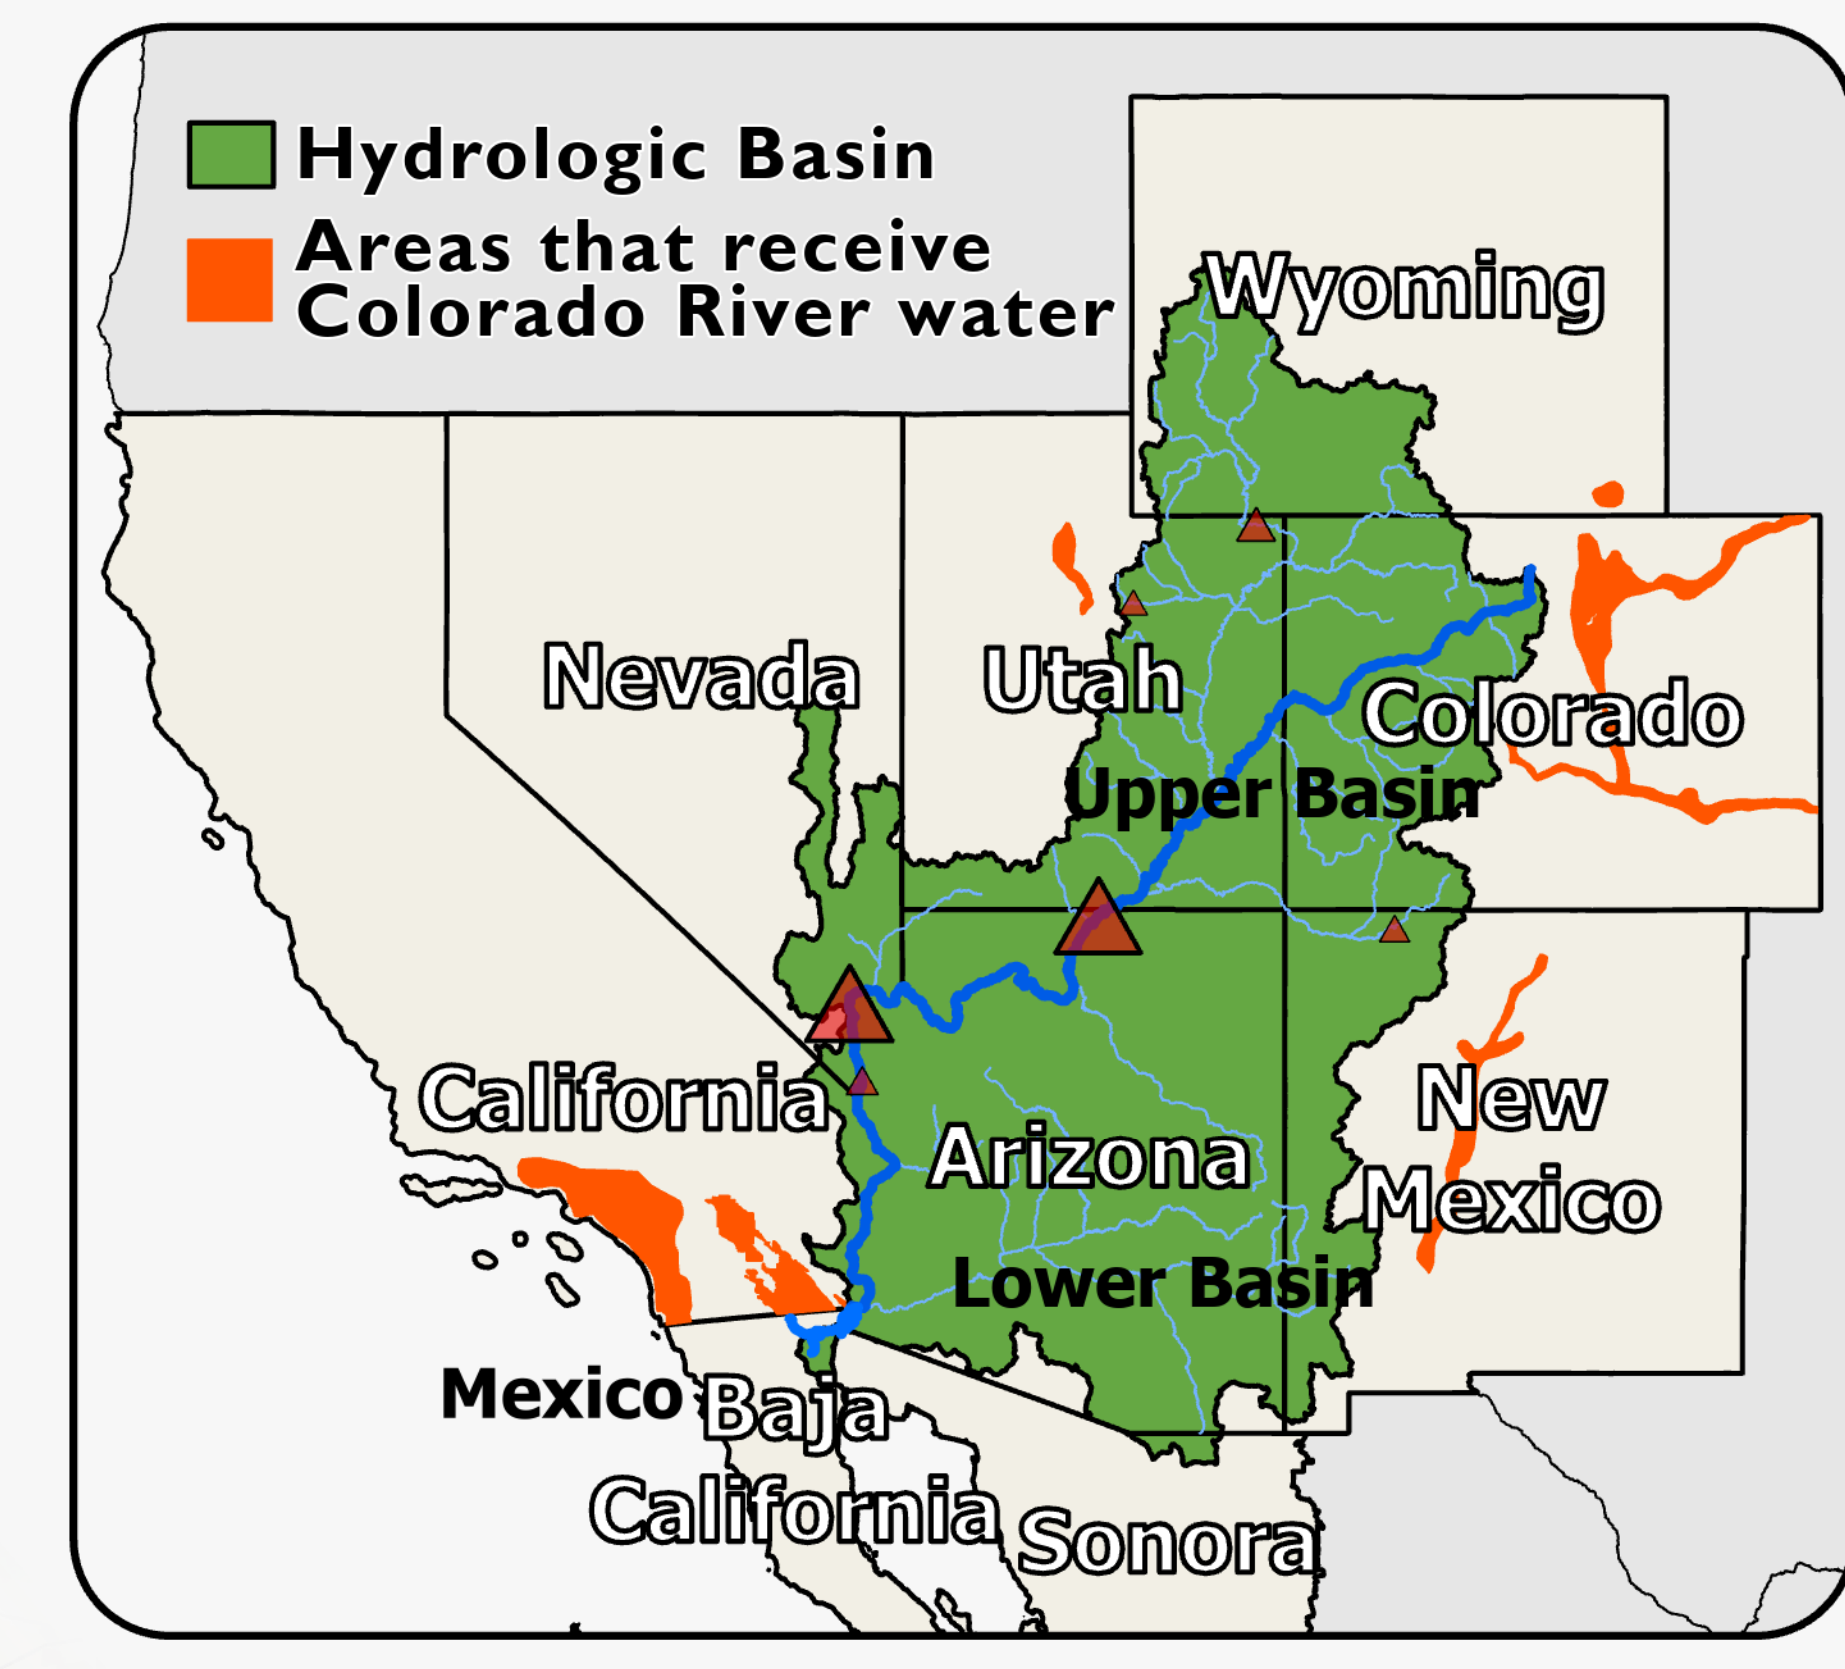 Hydrologic Basin
Areas that receive
Colorado River water
Wyoming
Nevada
Utah
Colorado
Upper Basin
California
Arizona
New
Mexico
Lower Basin
Mexico
Baja
California
Sonora